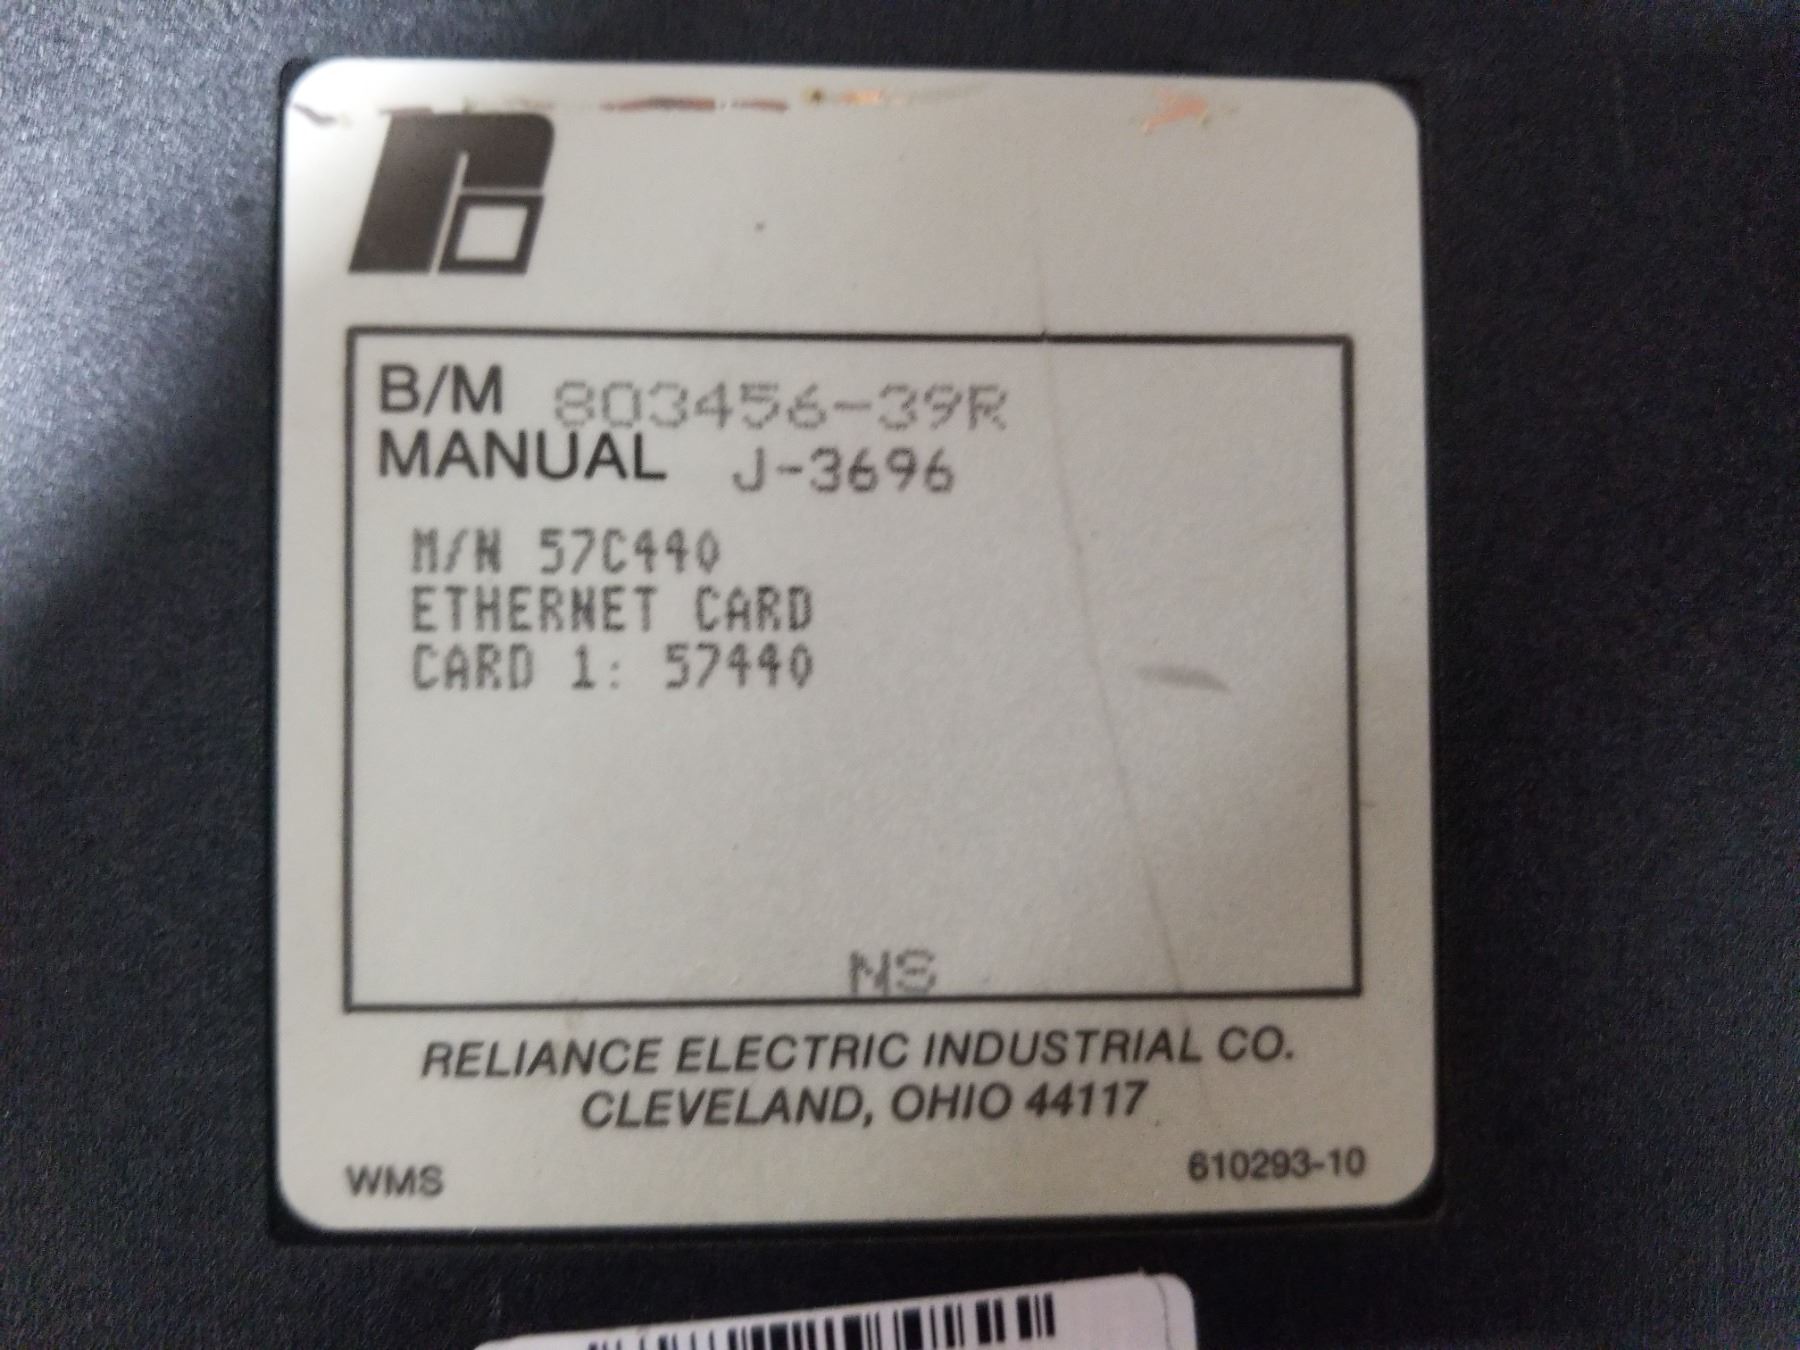 B/M 803456-39R
MANUAL J-3696
M/N 57C440
ETHERNET CARD
CARD 1: 57440
NS
RELIANCE ELECTRIC INDUSTRIAL CO.
CLEVELAND, OHIO 44117
WMS 610293-10